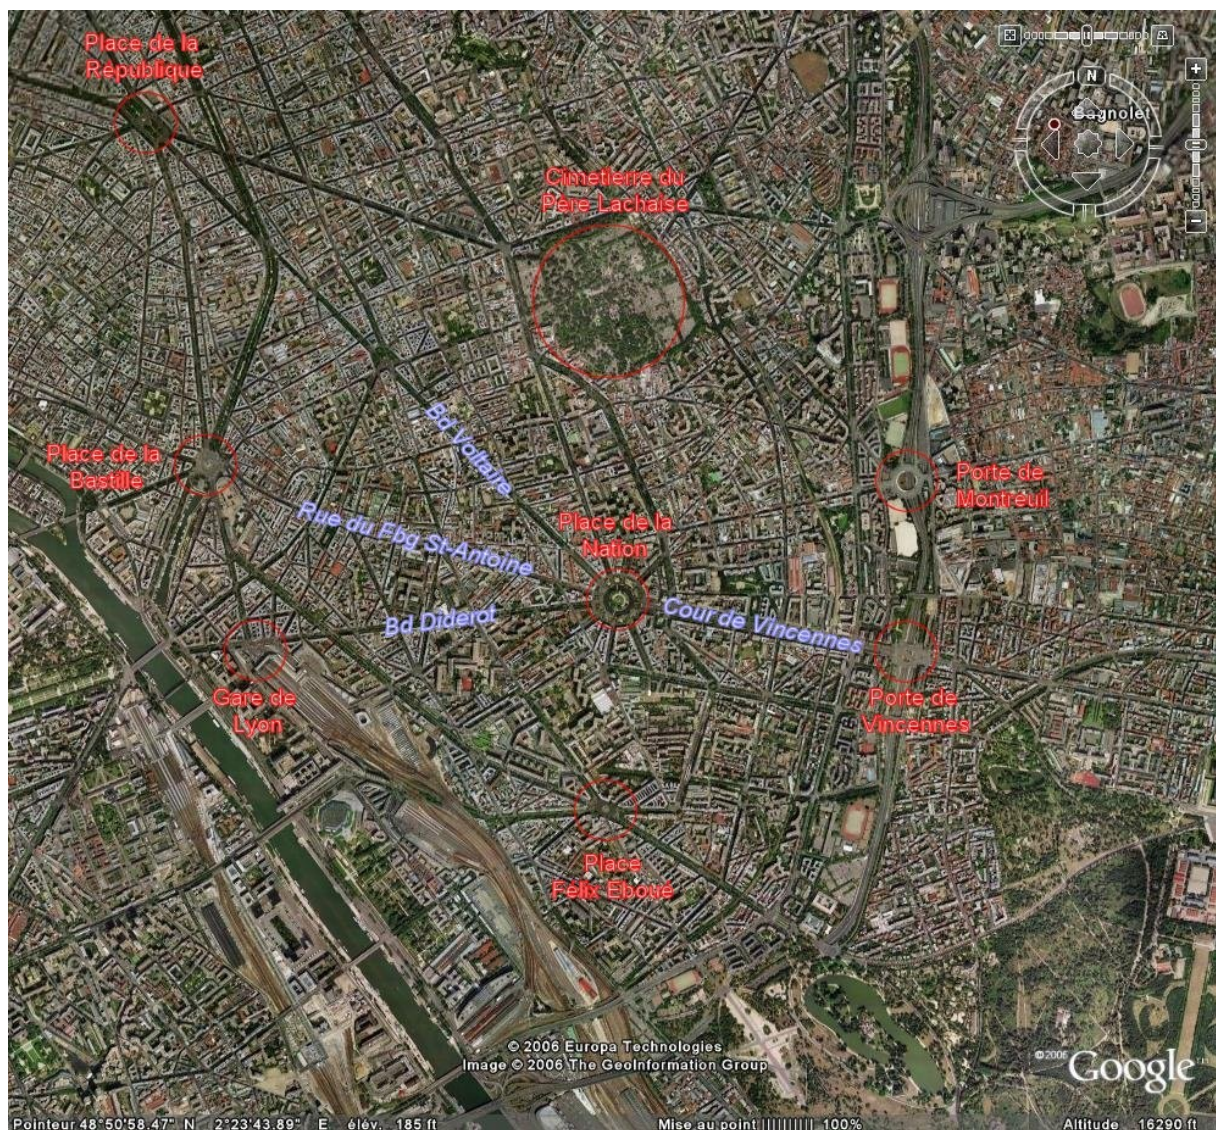 Place de la
République
N
Bagnolet
Cimetierre du
Père Lachaise
Bd Voltaire
Place de la
Bastille
Porte de
Montreuil
Rue du Fbg St-Antoine
Place de la
Nation
Bd Diderot
Cour de Vincennes
Gare de
Lyon
Porte de
Vincennes
Place
Félix Eboué
© 2006 Europa Technologies
Image © 2006 The GeoInformation Group
©2006 Google™
Pointeur 48°50'58.47" N 2°23'43.89" E élév. 185 ft Mise au point |||||||||| 100% Altitude 16290 ft